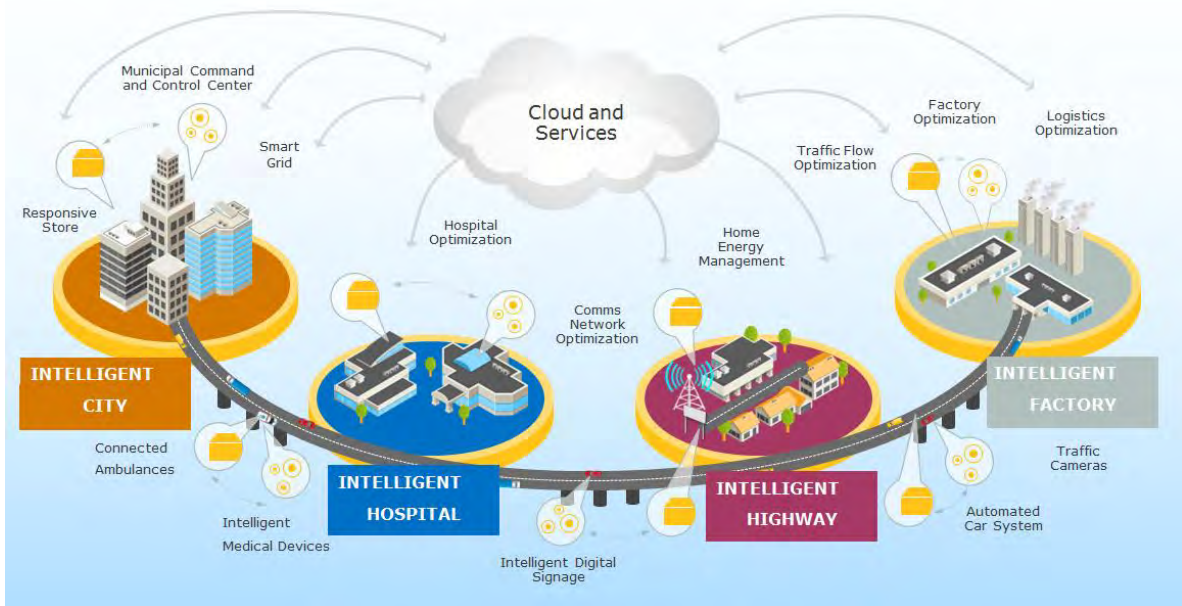 Municipal Command
and Control Center
Cloud and
Services
Factory
Optimization
Logistics
Optimization
Smart
Grid
Traffic Flow
Optimization
Responsive
Store
Hospital
Optimization
Home
Energy
Management
Comms
Network
Optimization
INTELLIGENT
CITY
INTELLIGENT
FACTORY
Connected
Ambulances
INTELLIGENT
HOSPITAL
INTELLIGENT
HIGHWAY
Traffic
Cameras
Intelligent
Medical Devices
Automated
Car System
Intelligent Digital
Signage